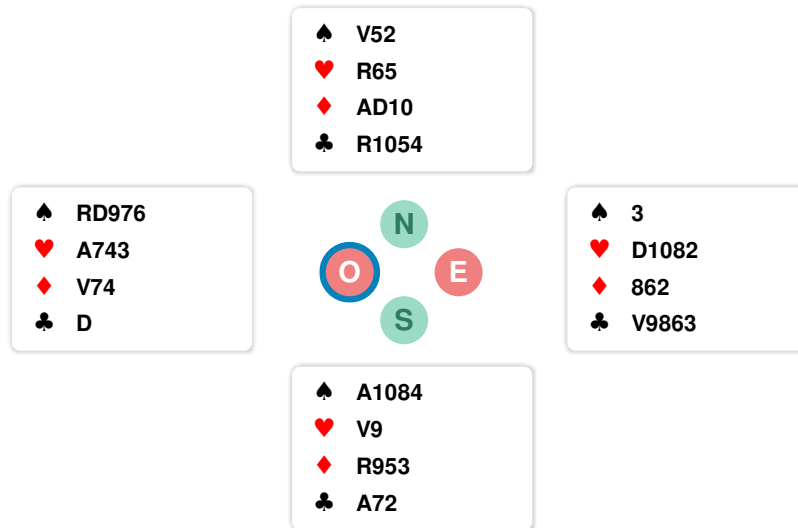 ♠ V52
♥ R65
♦ AD10
♣ R1054
♠ RD976
♥ A743
♦ V74
♣ D
N
O E
S
♠ 3
♥ D1082
♦ 862
♣ V9863
♠ A1084
♥ V9
♦ R953
♣ A72